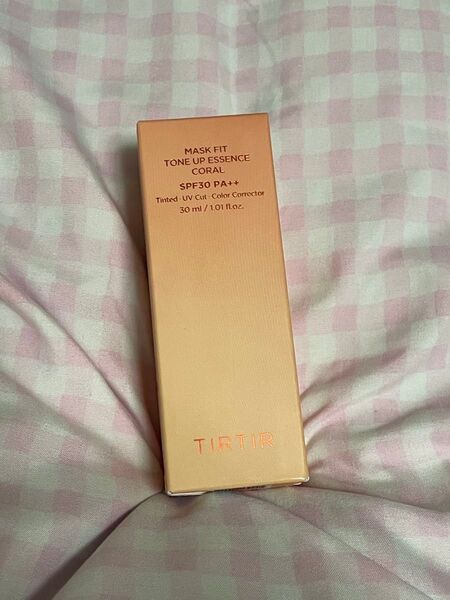 MASK FIT
TONE UP ESSENCE
CORAL
SPF30 PA++
Tinted · UV Cut · Color Corrector
30 ml / 1.01 fl.oz.
TIRTIR